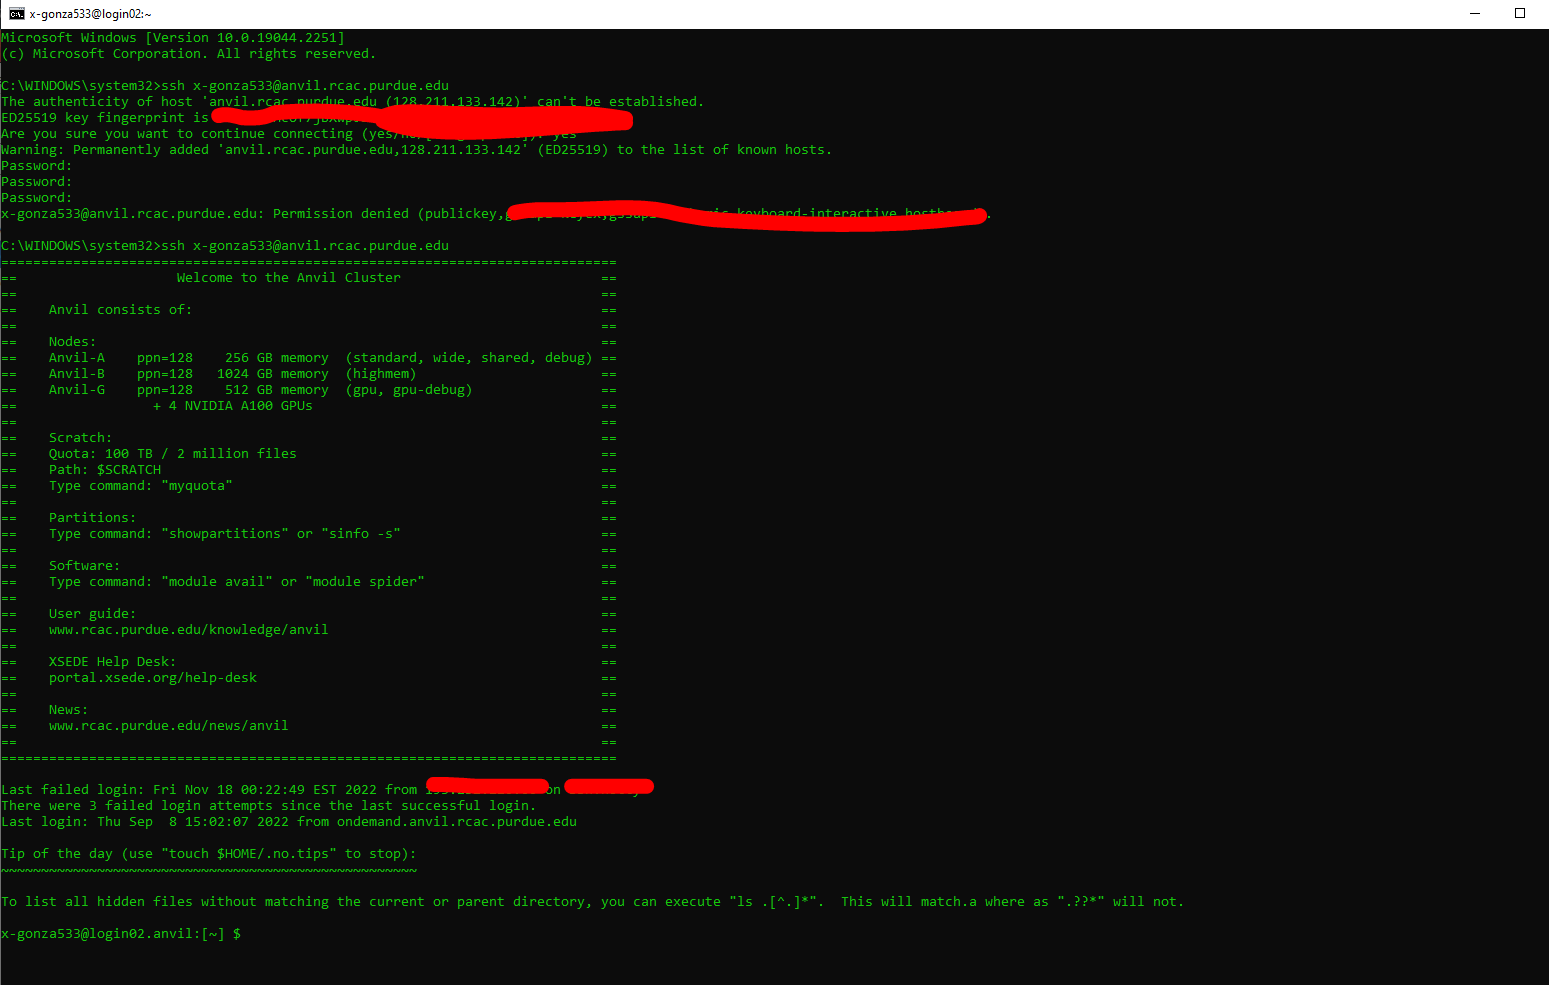 x-gonza533@login02:~
Microsoft Windows [Version 10.0.19044.2251]
(c) Microsoft Corporation. All rights reserved.
C:\WINDOWS\system32>ssh x-gonza533@anvil.rcac.purdue.edu
The authenticity of host 'anvil.rcac.purdue.edu (128.211.133.142)' can't be established.
ED25519 key fingerprint is
Are you sure you want to continue connecting yes
Warning: Permanently added 'anvil.rcac.purdue.edu,128.211.133.142' (ED25519) to the list of known hosts.
Password:
Password:
Password:
x-gonza533@anvil.rcac.purdue.edu: Permission denied (publickey, keyboard-interactive,
C:\WINDOWS\system32>ssh x-gonza533@anvil.rcac.purdue.edu
=============================================================================
== Welcome to the Anvil Cluster ==
== ==
== Anvil consists of: ==
== ==
== Nodes: ==
== Anvil-A ppn=128 256 GB memory (standard, wide, shared, debug) ==
== Anvil-B ppn=128 1024 GB memory (highmem) ==
== Anvil-G ppn=128 512 GB memory (gpu, gpu-debug) ==
== + 4 NVIDIA A100 GPUs ==
== ==
== Scratch: ==
== Quota: 100 TB / 2 million files ==
== Path: $SCRATCH ==
== Type command: "myquota" ==
== ==
== Partitions: ==
== Type command: "showpartitions" or "sinfo -s" ==
== ==
== Software: ==
== Type command: "module avail" or "module spider" ==
== ==
== User guide: ==
== www.rcac.purdue.edu/knowledge/anvil ==
== ==
== XSEDE Help Desk: ==
== portal.xsede.org/help-desk ==
== ==
== News: ==
== www.rcac.purdue.edu/news/anvil ==
== ==
=============================================================================
Last failed login: Fri Nov 18 00:22:49 EST 2022 from on
There were 3 failed login attempts since the last successful login.
Last login: Thu Sep  8 15:02:07 2022 from ondemand.anvil.rcac.purdue.edu
Tip of the day (use "touch $HOME/.no.tips" to stop):
~~~~~~~~~~~~~~~~~~~~~~~~~~~~~~~~~~~~~~~~~~~~~~~~~~~~
To list all hidden files without matching the current or parent directory, you can execute "ls .[^.]*".  This will match.a where as ".??*" will not.
x-gonza533@login02.anvil:[~] $